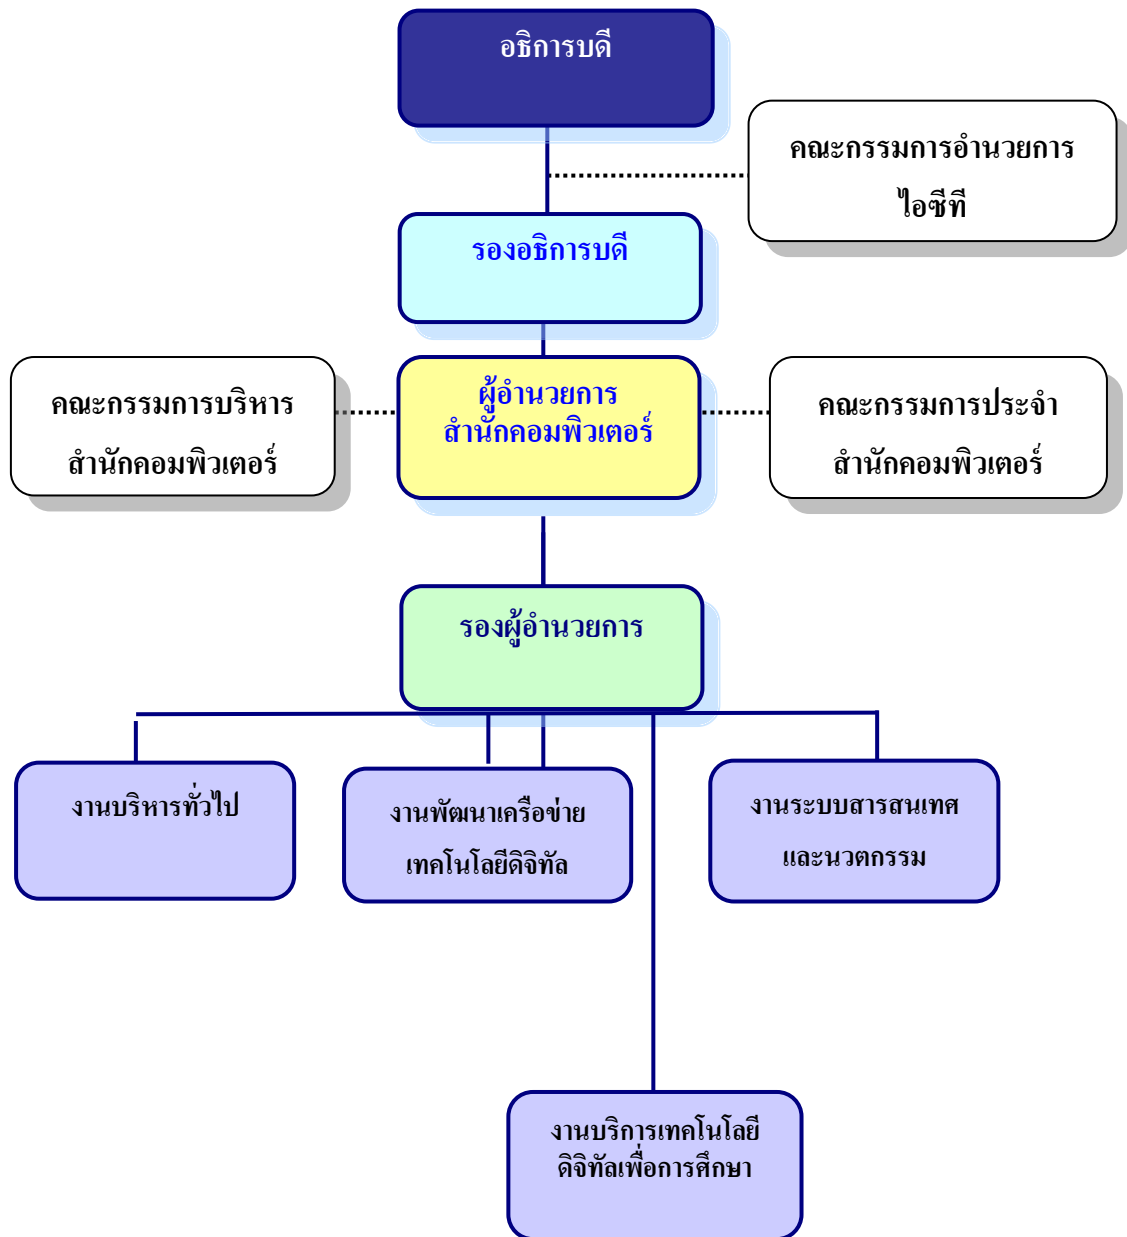 อธิการบดี
คณะกรรมการอำนวยการ
ไอซีที
รองอธิการบดี
คณะกรรมการบริหาร
สำนักคอมพิวเตอร์
ผู้อำนวยการ
สำนักคอมพิวเตอร์
คณะกรรมการประจำ
สำนักคอมพิวเตอร์
รองผู้อำนวยการ
งานบริหารทั่วไป
งานพัฒนาเครือข่าย
เทคโนโลยีดิจิทัล
งานระบบสารสนเทศ
และนวตกรรม
งานบริการเทคโนโลยี
ดิจิทัลเพื่อการศึกษา